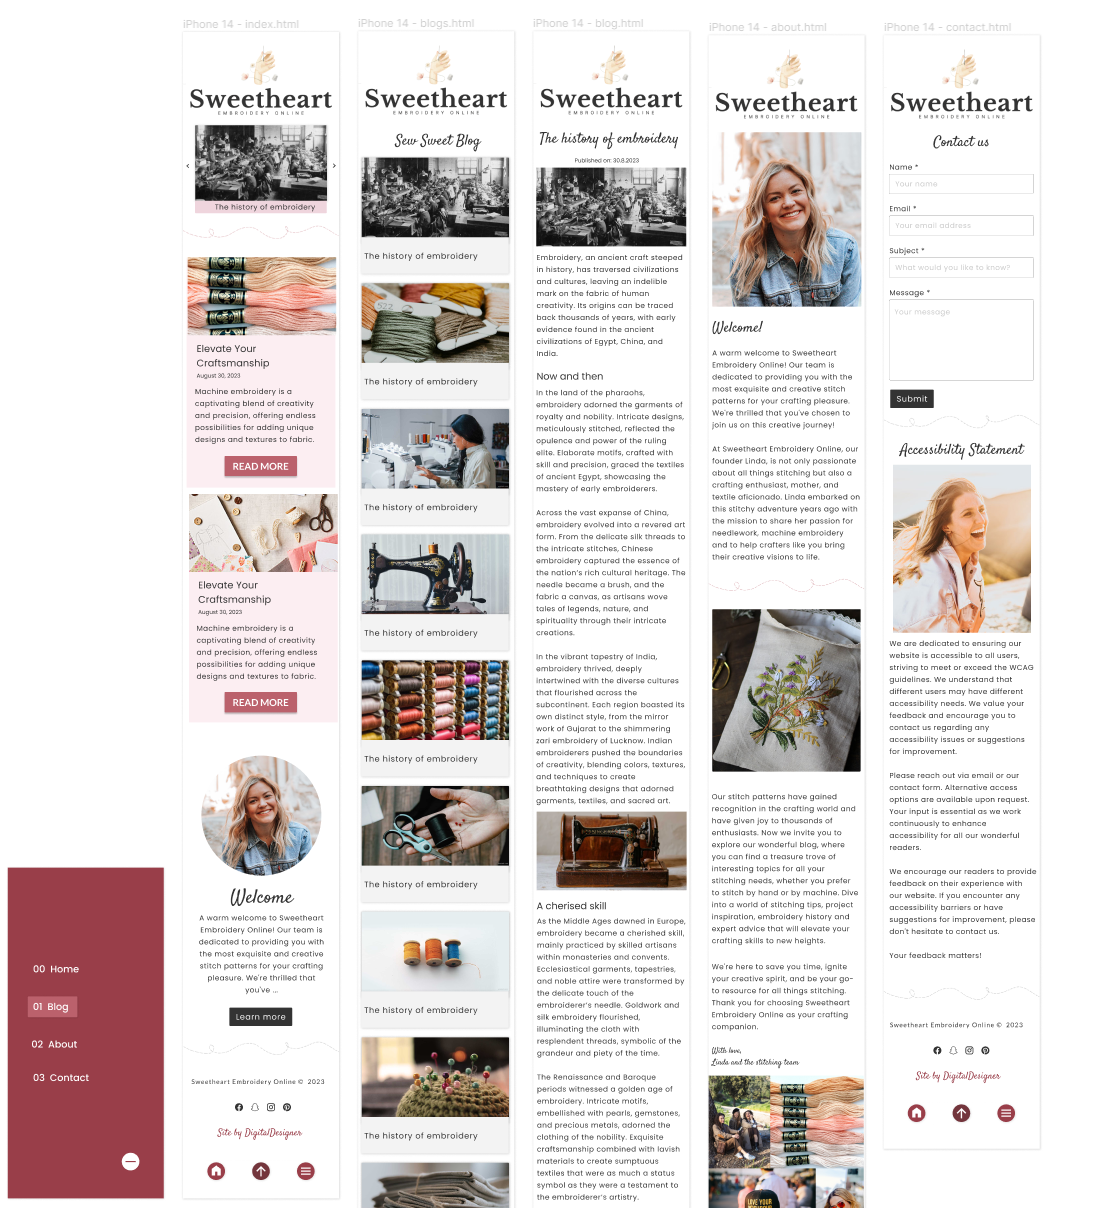 iPhone 14 - index.html
Sweetheart
EMBROIDERY ONLINE
The history of embroidery
Elevate Your
Craftsmanship
August 30, 2023
Machine embroidery is a
captivating blend of creativity
and precision, offering endless
possibilities for adding unique
designs and textures to fabric.
READ MORE
Elevate Your
Craftsmanship
August 30, 2023
Machine embroidery is a
captivating blend of creativity
and precision, offering endless
possibilities for adding unique
designs and textures to fabric.
READ MORE
Welcome
A warm welcome to Sweetheart
Embroidery Online! Our team is
dedicated to providing you with
the most exquisite and creative
stitch patterns for your crafting
pleasure. We're thrilled that
you've ...
Learn more
Sweetheart Embroidery Online © 2023
Site by DigitalDesigner
00 Home
01 Blog
02 About
03 Contact
iPhone 14 - blogs.html
Sweetheart
EMBROIDERY ONLINE
Sew Sweet Blog
The history of embroidery
The history of embroidery
The history of embroidery
The history of embroidery
The history of embroidery
The history of embroidery
The history of embroidery
The history of embroidery
iPhone 14 - blog.html
Sweetheart
EMBROIDERY ONLINE
The history of embroidery
Published on: 30.8.2023
Embroidery, an ancient craft steeped
in history, has traversed civilizations
and cultures, leaving an indelible
mark on the fabric of human
creativity. Its origins can be traced
back thousands of years, with early
evidence found in the ancient
civilizations of Egypt, China, and
India.
Now and then
In the land of the pharaohs,
embroidery adorned the garments of
royalty and nobility. Intricate designs,
meticulously stitched, reflected the
opulence and power of the ruling
elite. Elaborate motifs, crafted with
skill and precision, graced the textiles
of ancient Egypt, showcasing the
mastery of early embroiderers.
Across the vast expanse of China,
embroidery evolved into a revered art
form. From the delicate silk threads to
the intricate stitches, Chinese
embroidery captured the essence of
the nation's rich cultural heritage. The
needle became a brush, and the
fabric a canvas, as artisans wove
tales of legends, nature, and
spirituality through their intricate
creations.
In the vibrant tapestry of India,
embroidery thrived, deeply
intertwined with the diverse cultures
that flourished across the
subcontinent. Each region boasted its
own distinct style, from the mirror
work of Gujarat to the shimmering
zari embroidery of Lucknow. Indian
embroiderers pushed the boundaries
of creativity, blending colors, textures,
and techniques to create
breathtaking designs that adorned
garments, textiles, and sacred art.
A cherised skill
As the Middle Ages dawned in Europe,
embroidery became a cherished skill,
mainly practiced by skilled artisans
within monasteries and convents.
Ecclesiastical garments, tapestries,
and noble attire were transformed by
the delicate touch of the
embroiderer's needle. Goldwork and
silk embroidery flourished,
illuminating the cloth with
resplendent threads, symbolic of the
grandeur and piety of the time.
The Renaissance and Baroque
periods witnessed a golden age of
embroidery. Intricate motifs,
embellished with pearls, gemstones,
and precious metals, adorned the
clothing of the nobility. Exquisite
craftsmanship combined with lavish
materials to create sumptuous
textiles that were as much a status
symbol as they were a testament to
the embroiderer's artistry.
iPhone 14 - about.html
Sweetheart
EMBROIDERY ONLINE
Welcome!
A warm welcome to Sweetheart
Embroidery Online! Our team is
dedicated to providing you with the
most exquisite and creative stitch
patterns for your crafting pleasure.
We're thrilled that you've chosen to
join us on this creative journey!
At Sweetheart Embroidery Online, our
founder Linda, is not only passionate
about all things stitching but also a
crafting enthusiast, mother, and
textile aficionado. Linda embarked on
this stitchy adventure years ago with
the mission to share her passion for
needlework, machine embroidery
and to help crafters like you bring
their creative visions to life.
Our stitch patterns have gained
recognition in the crafting world and
have given joy to thousands of
enthusiasts. Now we invite you to
explore our wonderful blog, where
you can find a treasure trove of
interesting topics for all your
stitching needs, whether you prefer
to stitch by hand or by machine. Dive
into a world of stitching tips, project
inspiration, embroidery history and
expert advice that will elevate your
crafting skills to new heights.
We're here to save you time, ignite
your creative spirit, and be your go-
to resource for all things stitching.
Thank you for choosing Sweetheart
Embroidery Online as your crafting
companion.
With love,
Linda and the stitching team
iPhone 14 - contact.html
Sweetheart
EMBROIDERY ONLINE
Contact us
Name *
Your name
Email *
Your email address
Subject *
What would you like to know?
Message *
Your message
Submit
Accessibility Statement
We are dedicated to ensuring our
website is accessible to all users,
striving to meet or exceed the WCAG
guidelines. We understand that
different users may have different
accessibility needs. We value your
feedback and encourage you to
contact us regarding any
accessibility issues or suggestions
for improvement.
Please reach out via email or our
contact form. Alternative access
options are available upon request.
Your input is essential as we work
continuously to enhance
accessibility for all our wonderful
readers.
We encourage our readers to provide
feedback on their experience with
our website. If you encounter any
accessibility barriers or have
suggestions for improvement, please
don't hesitate to contact us.
Your feedback matters!
Sweetheart Embroidery Online © 2023
Site by DigitalDesigner